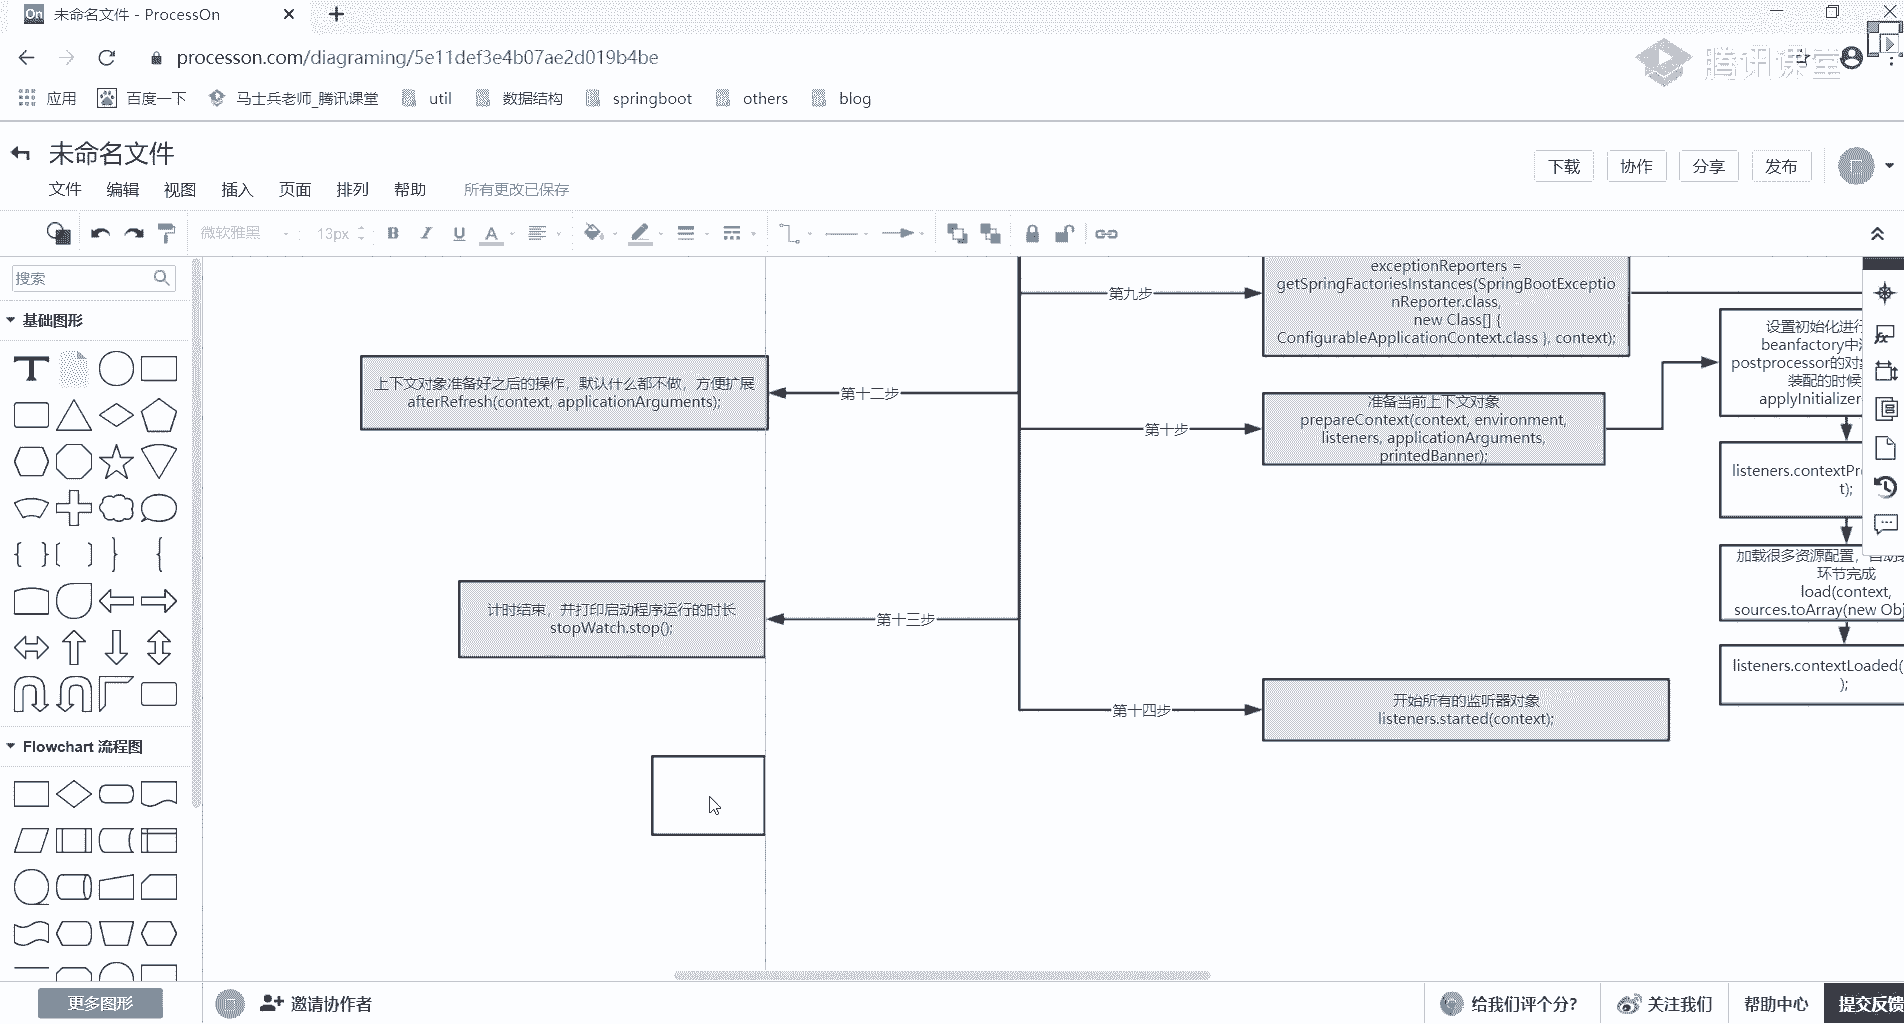 On 未命名文件 - ProcessOn
processon.com/diagraming/5e11def3e4b07ae2d019b4be
腾讯课堂
应用 百度一下 马士兵老师_腾讯课堂 util 数据结构 springboot others blog
未命名文件
文件 编辑 视图 插入 页面 排列 帮助 所有更改已保存
下载 协作 分享 发布
微软雅黑 13px B I U A
搜索
基础图形
Flowchart 流程图
更多图形
第九步
exceptionReporters =
getSpringFactoriesInstances(SpringBootExceptio
nReporter.class,
new Class[] {
ConfigurableApplicationContext.class }, context);
上下文对象准备好之后的操作，默认什么都不做，方便扩展
afterRefresh(context, applicationArguments);
第十二步
第十步
准备当前上下文对象
prepareContext(context, environment,
listeners, applicationArguments,
printedBanner);
设置初始化进行
beanfactory中
postprocessor的对
装配的时候
applyInitializer
listeners.contextPr
t);
加载很多资源配置，自动
环节完成
load(context,
sources.toArray(new Obj
listeners.contextLoaded(
);
计时结束，并打印启动程序运行的时长
stopWatch.stop();
第十三步
第十四步
开始所有的监听器对象
listeners.started(context);
邀请协作者
给我们评个分? 关注我们 帮助中心 提交反馈